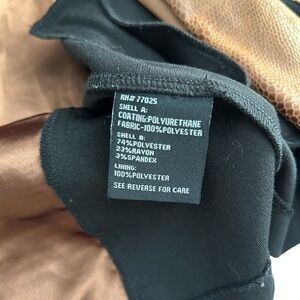 RN# 77025
SHELL A:
COATING:POLYURETHANE
FABRIC-100%POLYESTER
SHELL B:
74%POLYESTER
23%RAYON
3%SPANDEX
LINING:
100%POLYESTER
SEE REVERSE FOR CARE